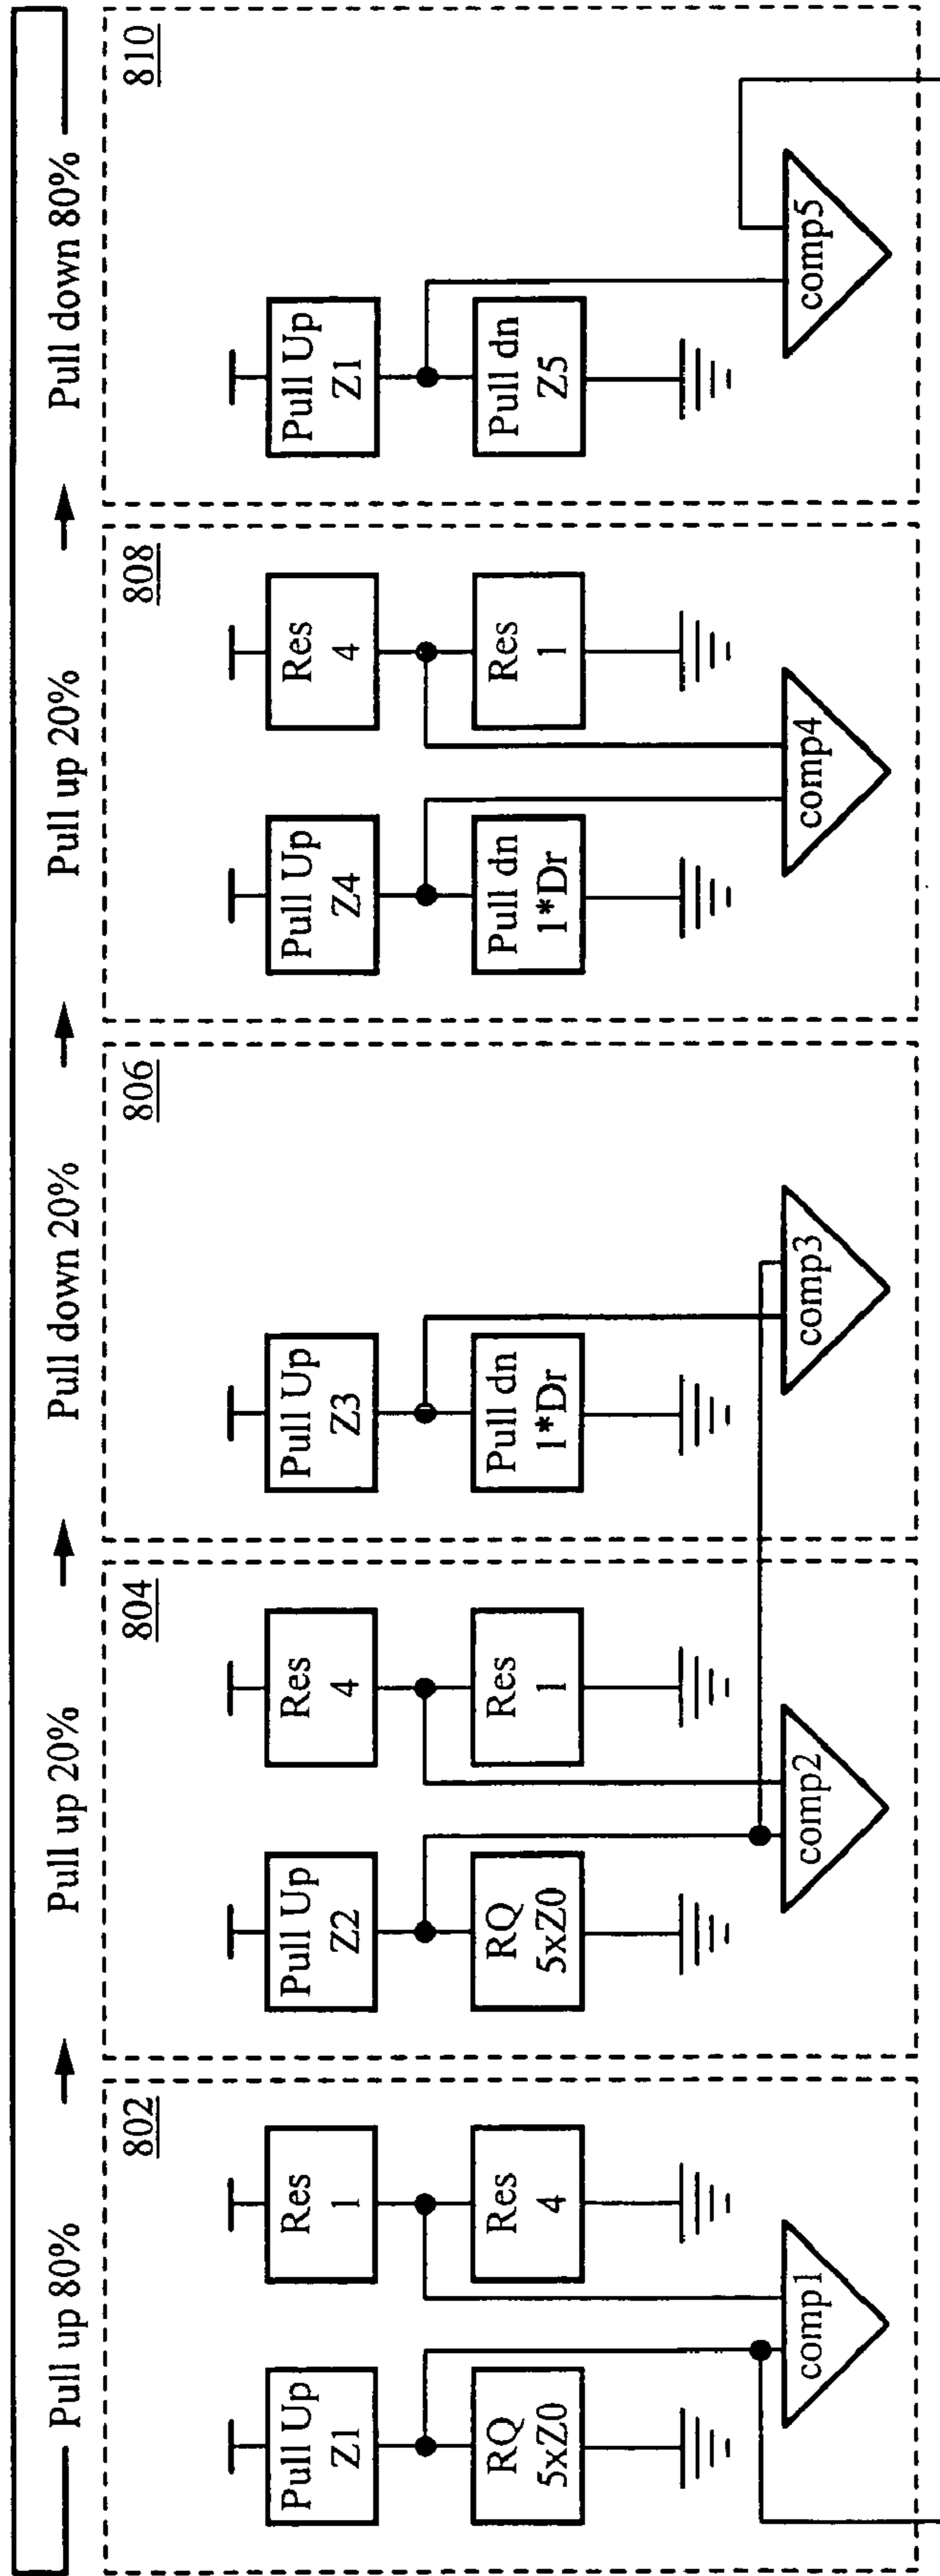 Pull up 80%
Pull up 20%
Pull down 20%
Pull up 20%
Pull down 80%
802
Pull Up
Z1
RQ
5xZ0
Res
1
Res
4
comp1
804
Pull Up
Z2
RQ
5xZ0
Res
4
Res
1
comp2
806
Pull Up
Z3
Pull dn
1*Dr
comp3
808
Pull Up
Z4
Pull dn
1*Dr
Res
4
Res
1
comp4
810
Pull Up
Z1
Pull dn
Z5
comp5